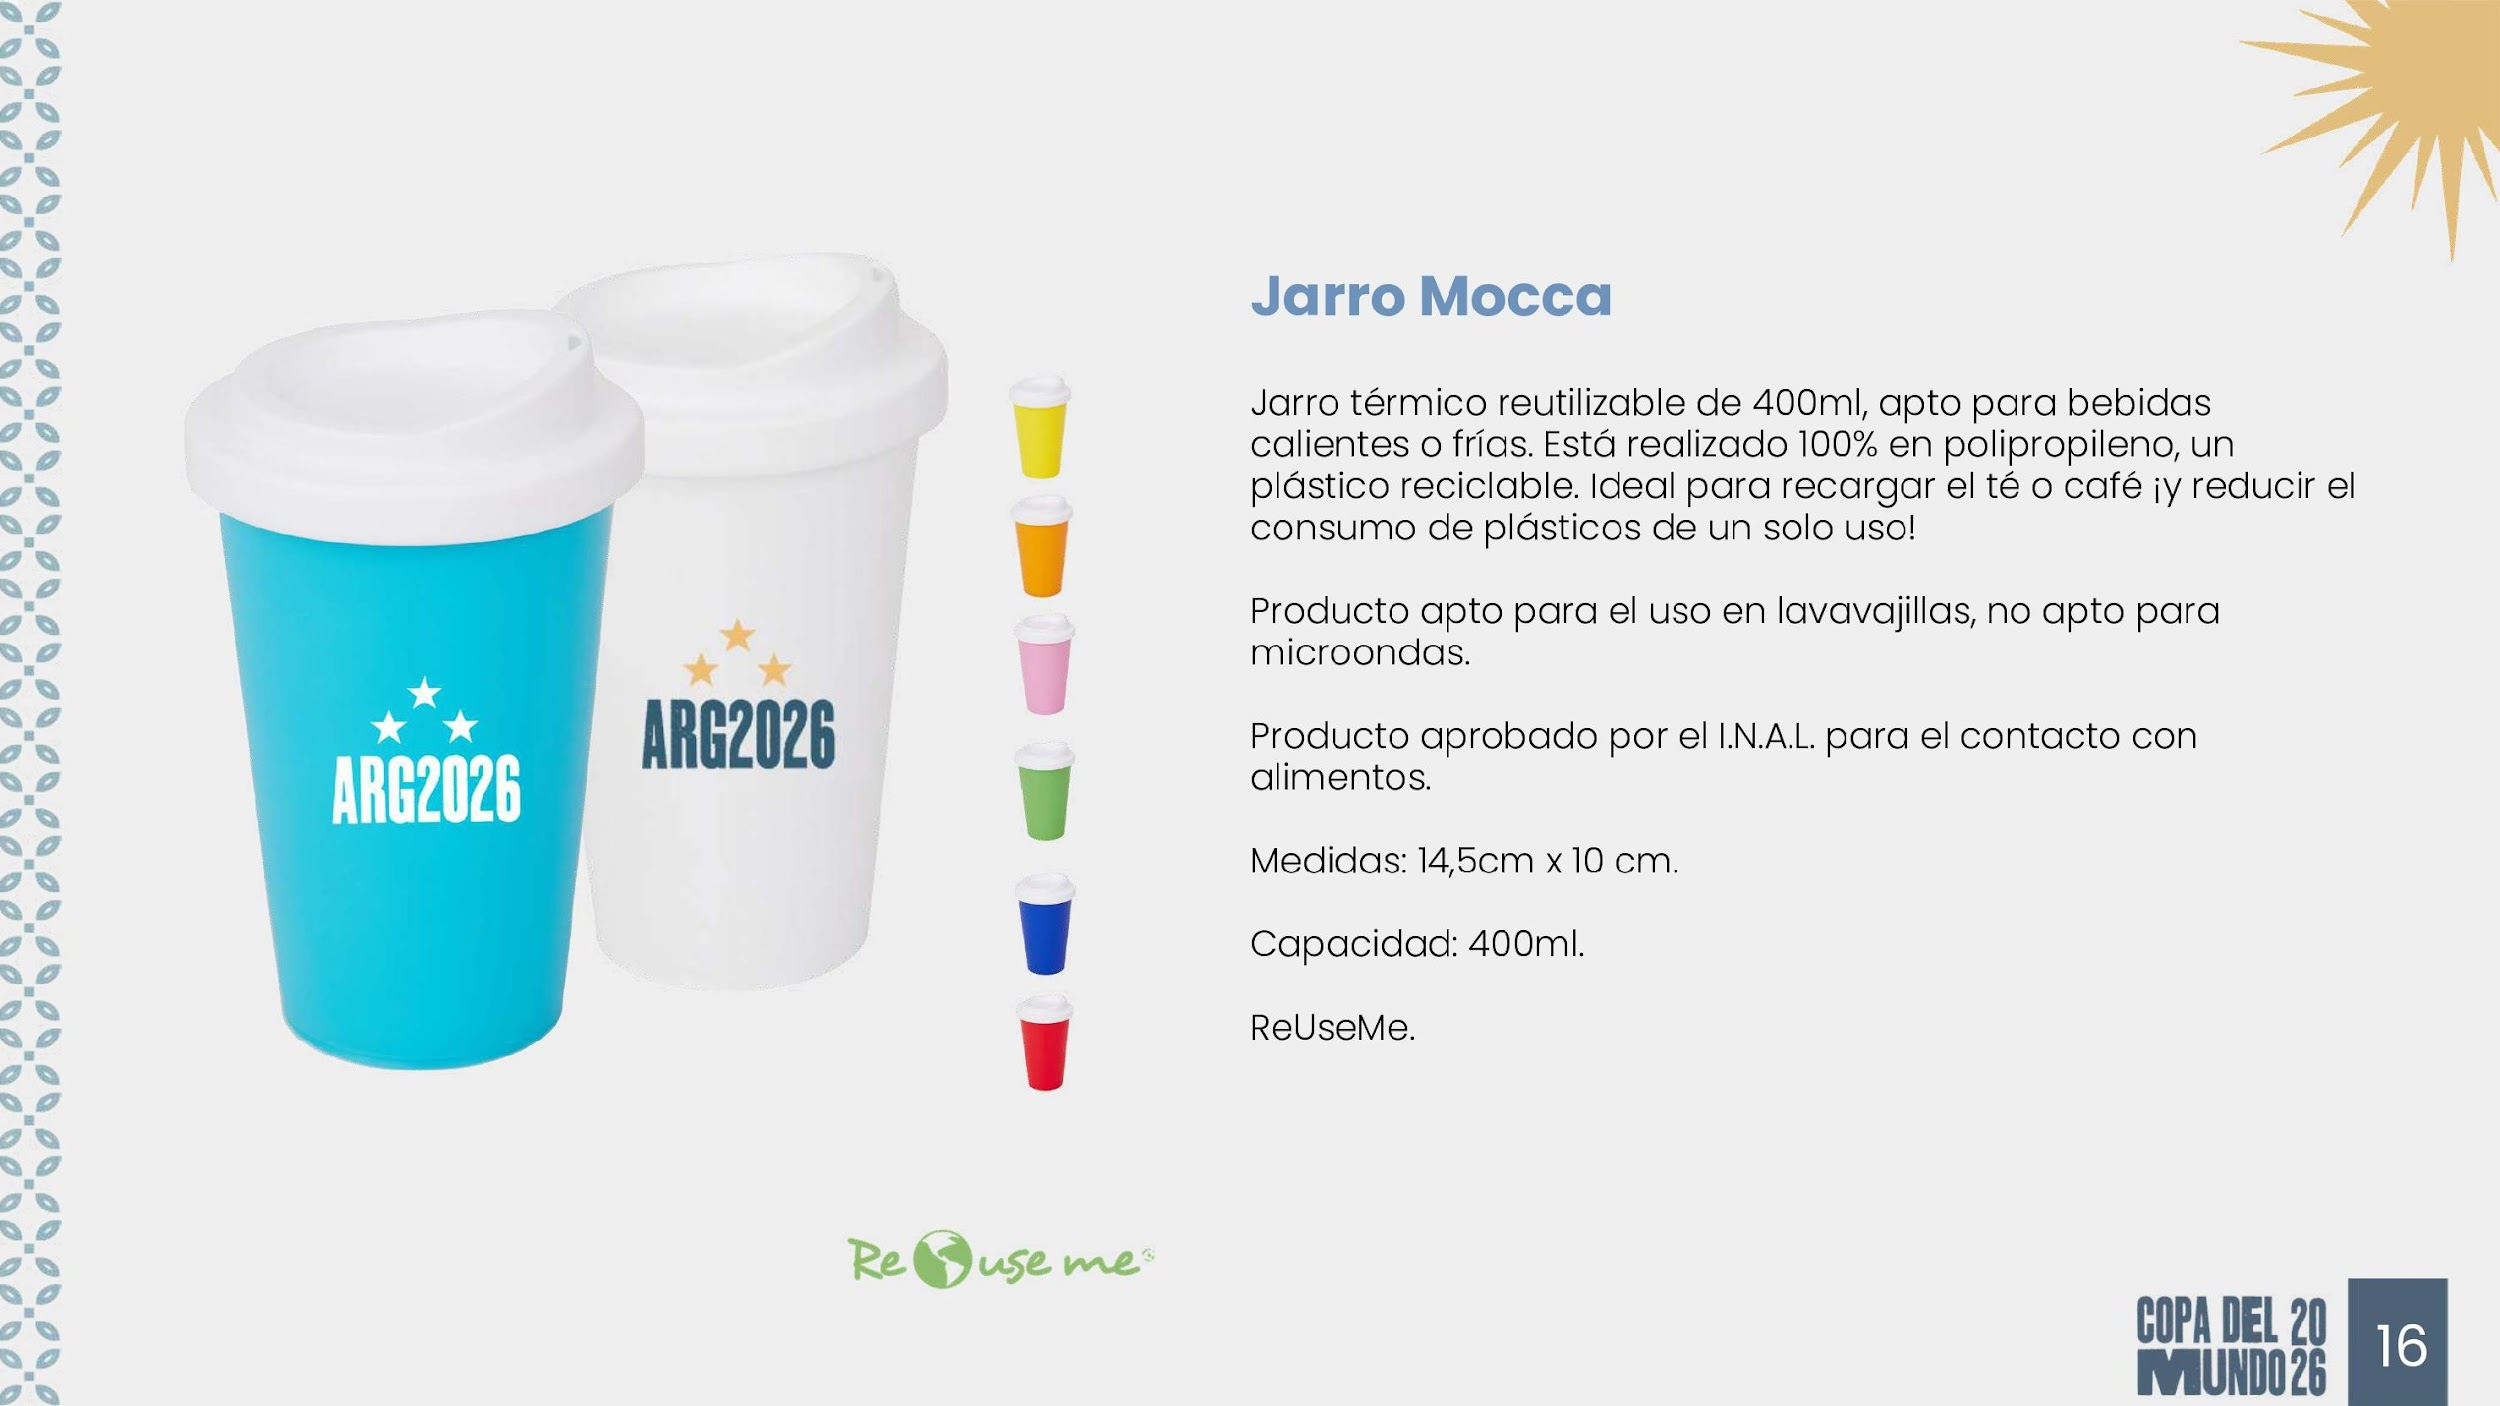 Jarro Mocca
Jarro térmico reutilizable de 400ml, apto para bebidas
calientes o frías. Está realizado 100% en polipropileno, un
plástico reciclable. Ideal para recargar el té o café ¡y reducir el
consumo de plásticos de un solo uso!
Producto apto para el uso en lavavajillas, no apto para
microondas.
Producto aprobado por el I.N.A.L. para el contacto con
alimentos.
Medidas: 14,5cm x 10 cm.
Capacidad: 400ml.
ReUseMe.
ARG2026
ARG2026
Re use me
COPA DEL 20
MUNDO 26
16